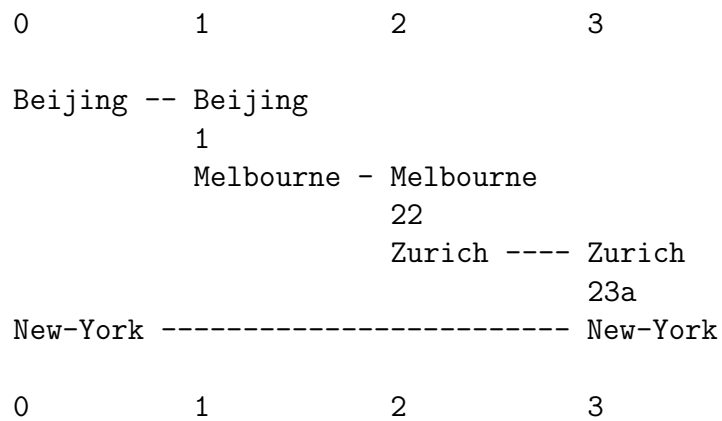 0 1 2 3
Beijing -- Beijing
1
Melbourne - Melbourne
22
Zurich ---- Zurich
23a
New-York ------------------------- New-York
0 1 2 3